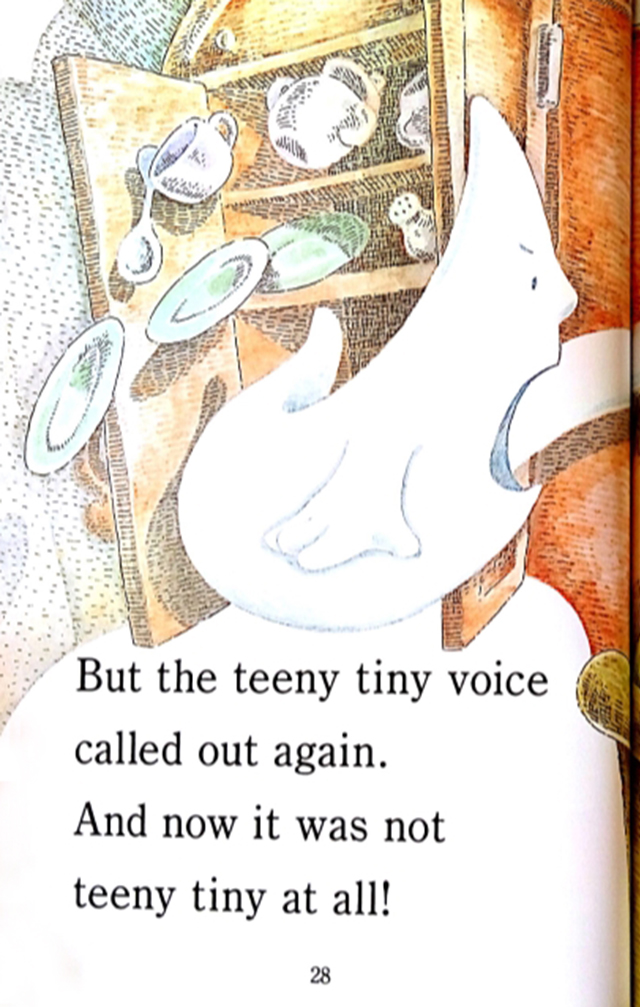 But the teeny tiny voice
called out again.
And now it was not
teeny tiny at all!
28